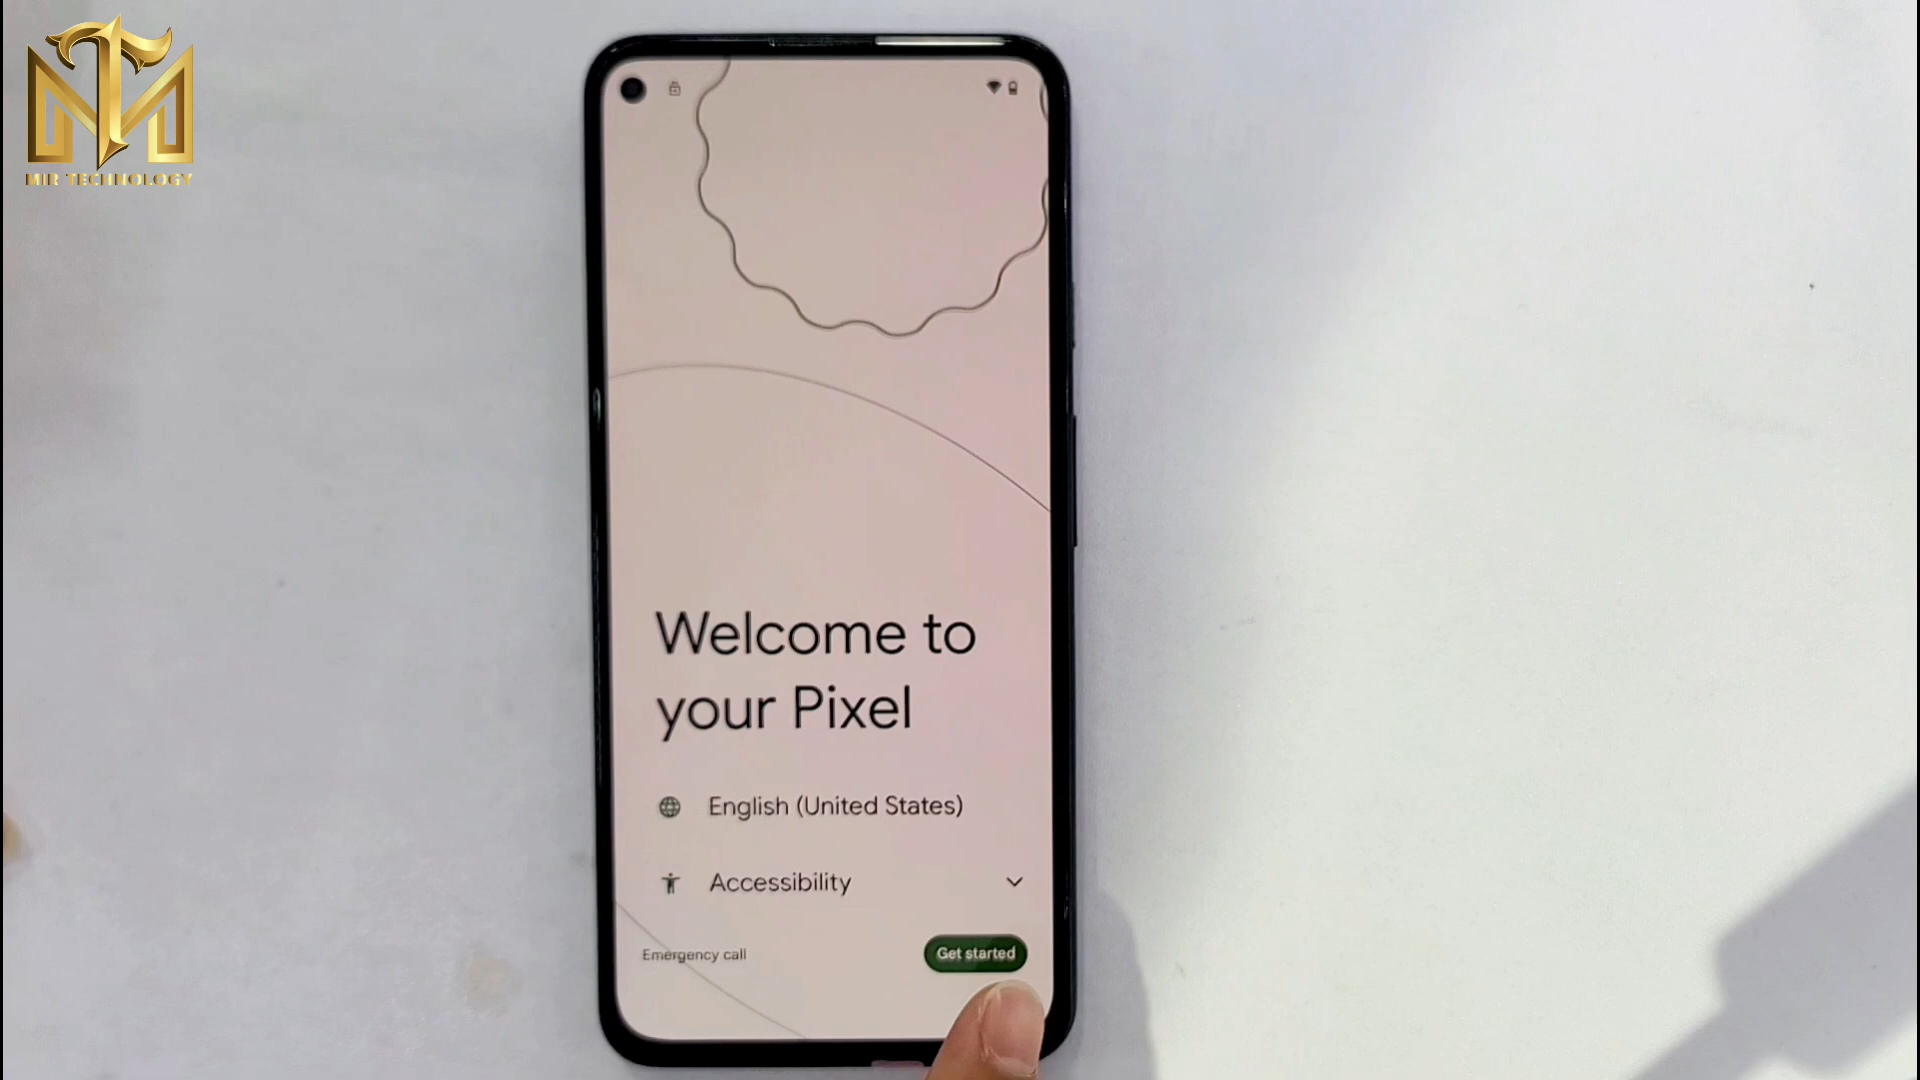 MIR TECHNOLOGY
Welcome to
your Pixel
English (United States)
Accessibility
Emergency call
Get started